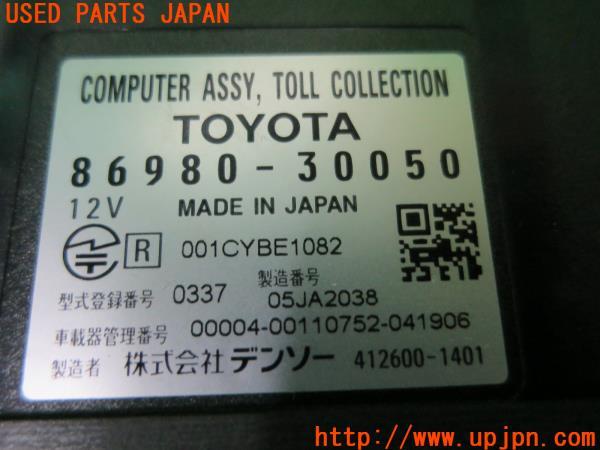 USED PARTS JAPAN
COMPUTER ASSY, TOLL COLLECTION
TOYOTA
86980-30050
12V MADE IN JAPAN
R 001CYBE1082
型式登録番号 0337 製造番号 05JA2038
車載器管理番号 00004-00110752-041906
製造者 株式会社 デンソー 412600-1401
http://www.upjpn.com